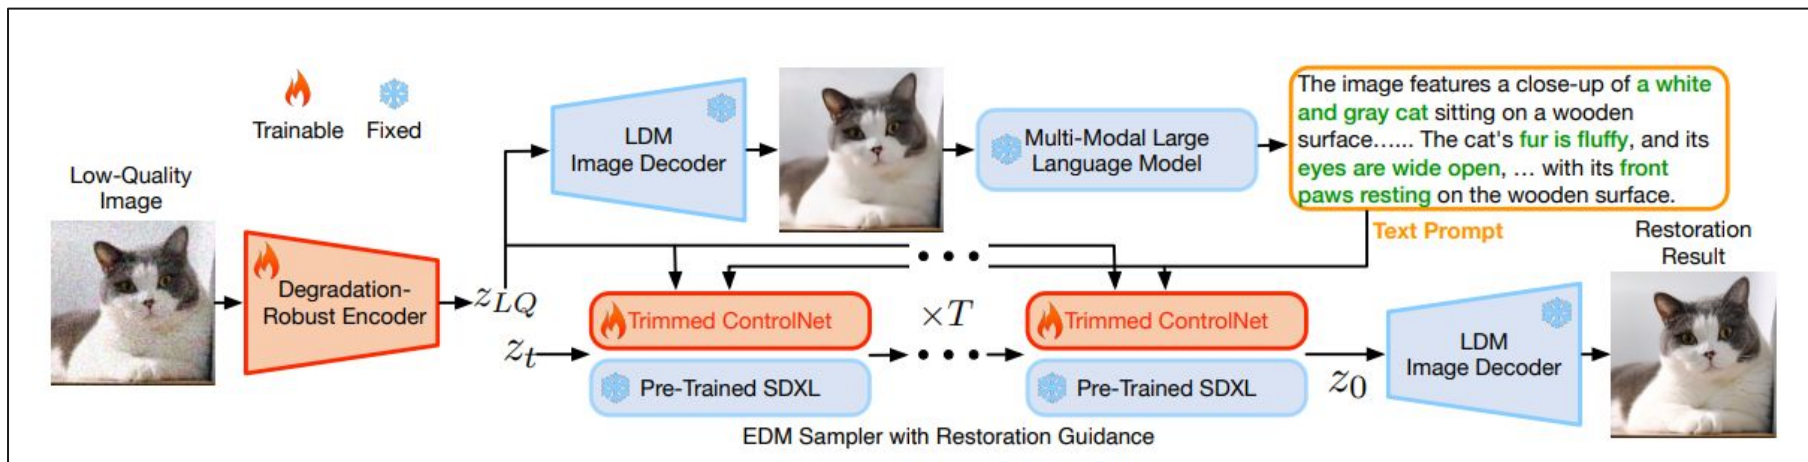 Trainable
Fixed
Low-Quality
Image
Degradation-
Robust Encoder
z_{LQ}
z_t
LDM
Image Decoder
Multi-Modal Large
Language Model
The image features a close-up of a white
and gray cat sitting on a wooden
surface…... The cat's fur is fluffy, and its
eyes are wide open, … with its front
paws resting on the wooden surface.
Text Prompt
Trimmed ControlNet
Pre-Trained SDXL
• • •
×T
• • •
Trimmed ControlNet
Pre-Trained SDXL
z_0
LDM
Image Decoder
Restoration
Result
EDM Sampler with Restoration Guidance